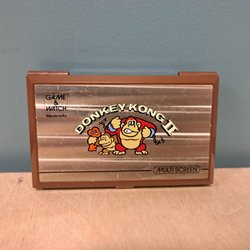 GAME
&
WATCH
Nintendo
DONKEY KONG II
MULTI SCREEN